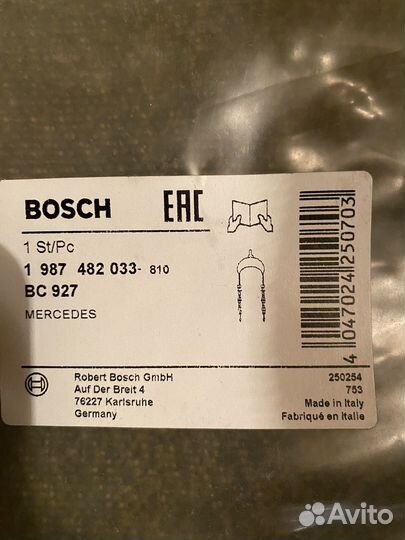 BOSCH EAC
1 St/Pc
1 987 482 033- 810
BC 927
MERCEDES
4 047024 250703
Robert Bosch GmbH
Auf Der Breit 4
76227 Karlsruhe
Germany
250254
753
Made in Italy
Fabriqué en Italie
Avito